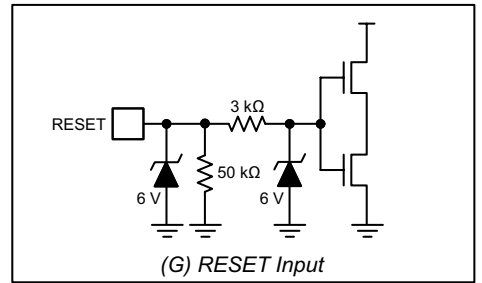 3 kΩ
RESET
50 kΩ
6 V
6 V
(G) RESET Input